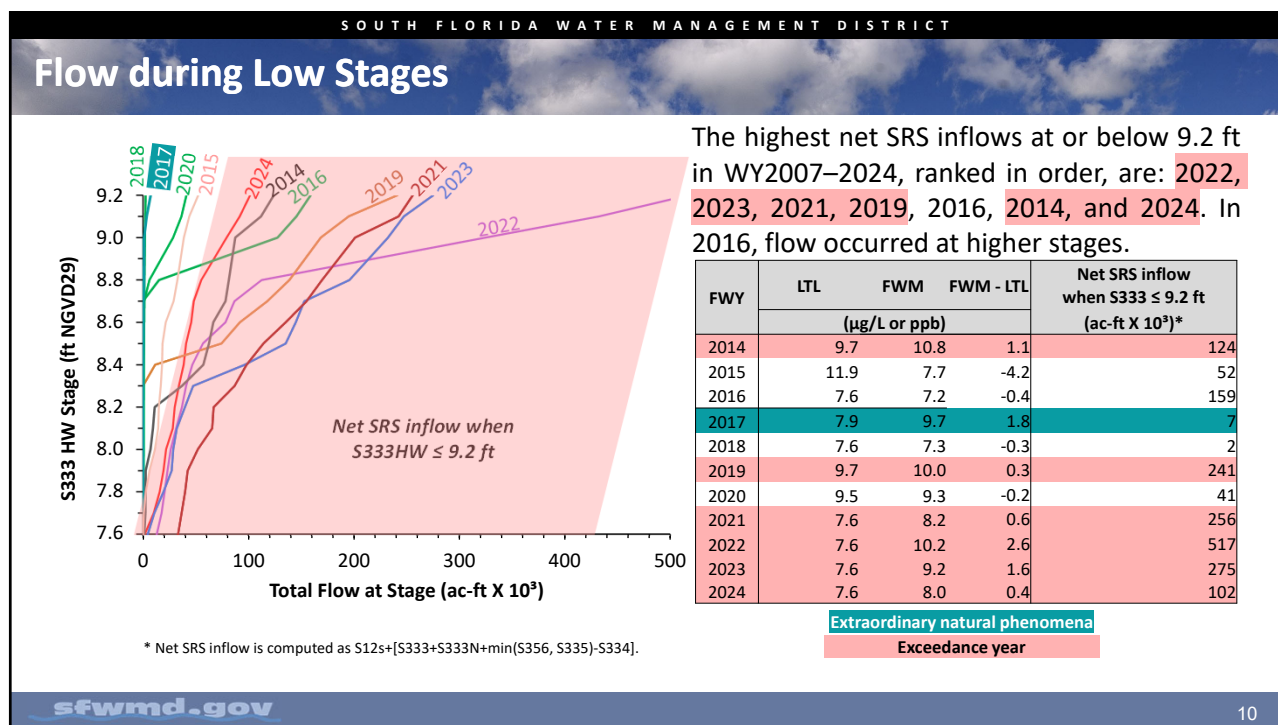 SOUTH FLORIDA WATER MANAGEMENT DISTRICT
Flow during Low Stages
The highest net SRS inflows at or below 9.2 ft
in WY2007–2024, ranked in order, are: 2022,
2023, 2021, 2019, 2016, 2014, and 2024. In
2016, flow occurred at higher stages.
S333 HW Stage (ft NGVD29)
9.2
9.0
8.8
8.6
8.4
8.2
8.0
7.8
7.6
2018
2017
2020
2015
2024
2014
2016
2019
2021
2023
2022
Net SRS inflow when
S333HW ≤ 9.2 ft
0 100 200 300 400 500
Total Flow at Stage (ac-ft X 10³)
* Net SRS inflow is computed as S12s+[S333+S333N+min(S356, S335)-S334].
FWY LTL FWM FWM - LTL Net SRS inflow
when S333 ≤ 9.2 ft
(µg/L or ppb) (ac-ft X 10³)*
2014 9.7 10.8 1.1 124
2015 11.9 7.7 -4.2 52
2016 7.6 7.2 -0.4 159
2017 7.9 9.7 1.8 7
2018 7.6 7.3 -0.3 2
2019 9.7 10.0 0.3 241
2020 9.5 9.3 -0.2 41
2021 7.6 8.2 0.6 256
2022 7.6 10.2 2.6 517
2023 7.6 9.2 1.6 275
2024 7.6 8.0 0.4 102
Extraordinary natural phenomena
Exceedance year
sfwmd.gov
10